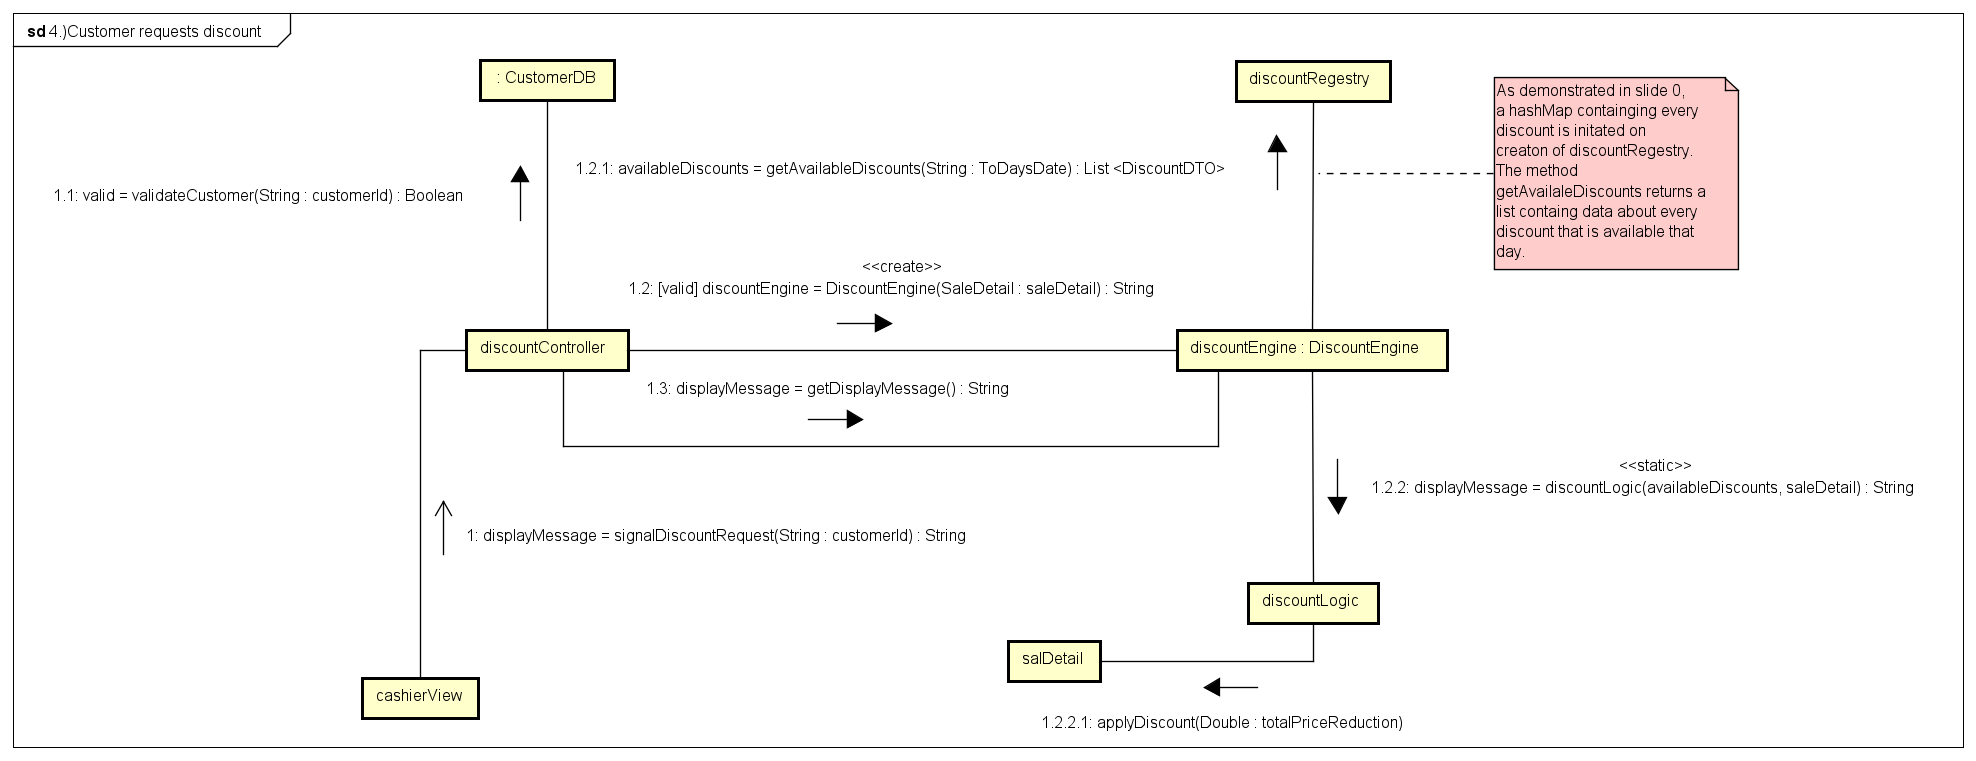 sd 4.)Customer requests discount
: CustomerDB
discountRegestry
As demonstrated in slide 0,
a hashMap containging every
discount is initated on
creaton of discountRegestry.
The method
getAvailaleDiscounts returns a
list containg data about every
discount that is available that
day.
1.2.1: availableDiscounts = getAvailableDiscounts(String : ToDaysDate) : List <DiscountDTO>
1.1: valid = validateCustomer(String : customerId) : Boolean
<<create>>
1.2: [valid] discountEngine = DiscountEngine(SaleDetail : saleDetail) : String
discountController
discountEngine : DiscountEngine
1.3: displayMessage = getDisplayMessage() : String
<<static>>
1.2.2: displayMessage = discountLogic(availableDiscounts, saleDetail) : String
1: displayMessage = signalDiscountRequest(String : customerId) : String
discountLogic
salDetail
cashierView
1.2.2.1: applyDiscount(Double : totalPriceReduction)